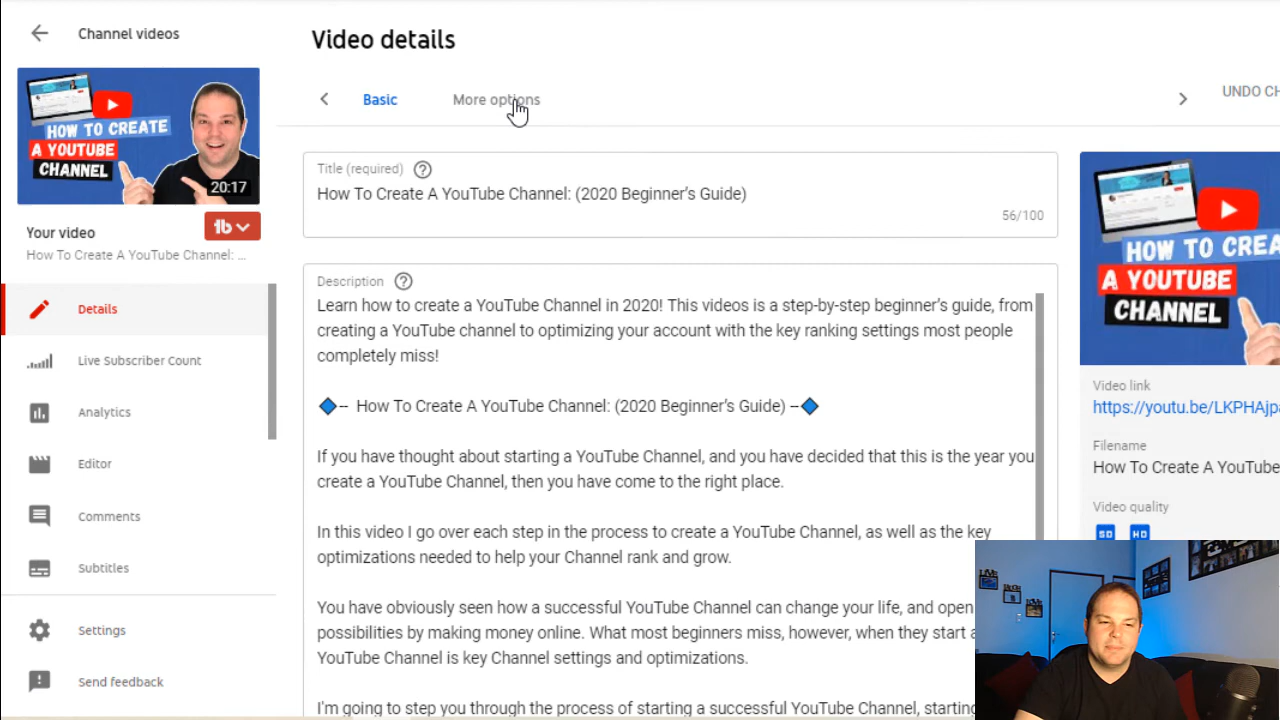 Channel videos
HOW TO CREATE
A YOUTUBE
CHANNEL
20:17
Your video
How To Create A YouTube Channel: ...
Details
Live Subscriber Count
Analytics
Editor
Comments
Subtitles
Settings
Send feedback
Video details
Basic
More options
UNDO CH
Title (required)
How To Create A YouTube Channel: (2020 Beginner's Guide)
56/100
Description
Learn how to create a YouTube Channel in 2020! This videos is a step-by-step beginner's guide, from
creating a YouTube channel to optimizing your account with the key ranking settings most people
completely miss!
🔷-- How To Create A YouTube Channel: (2020 Beginner's Guide) --🔷
If you have thought about starting a YouTube Channel, and you have decided that this is the year you
create a YouTube Channel, then you have come to the right place.
In this video I go over each step in the process to create a YouTube Channel, as well as the key
optimizations needed to help your Channel rank and grow.
You have obviously seen how a successful YouTube Channel can change your life, and open
possibilities by making money online. What most beginners miss, however, when they start a
YouTube Channel is key Channel settings and optimizations.
I'm going to step you through the process of starting a successful YouTube Channel, starting
HOW TO CREA
A YOUTUBE
CHANNEL
Video link
https://youtu.be/LKPHAjp
Filename
How To Create A YouTube
Video quality
SD HD